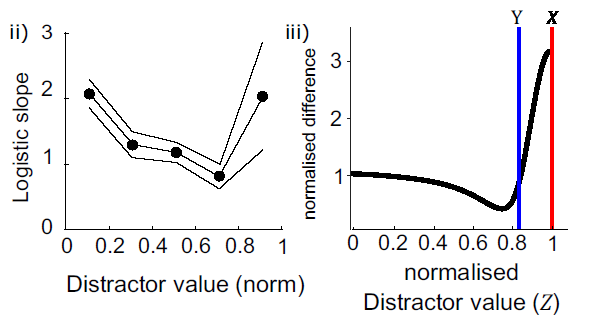 ii)
3
2
1
0
Logistic slope
0 0.2 0.4 0.6 0.8 1
Distractor value (norm)
iii)
Y X
3
2
1
normalised difference
0 0.2 0.4 0.6 0.8 1
normalised
Distractor value (Z)